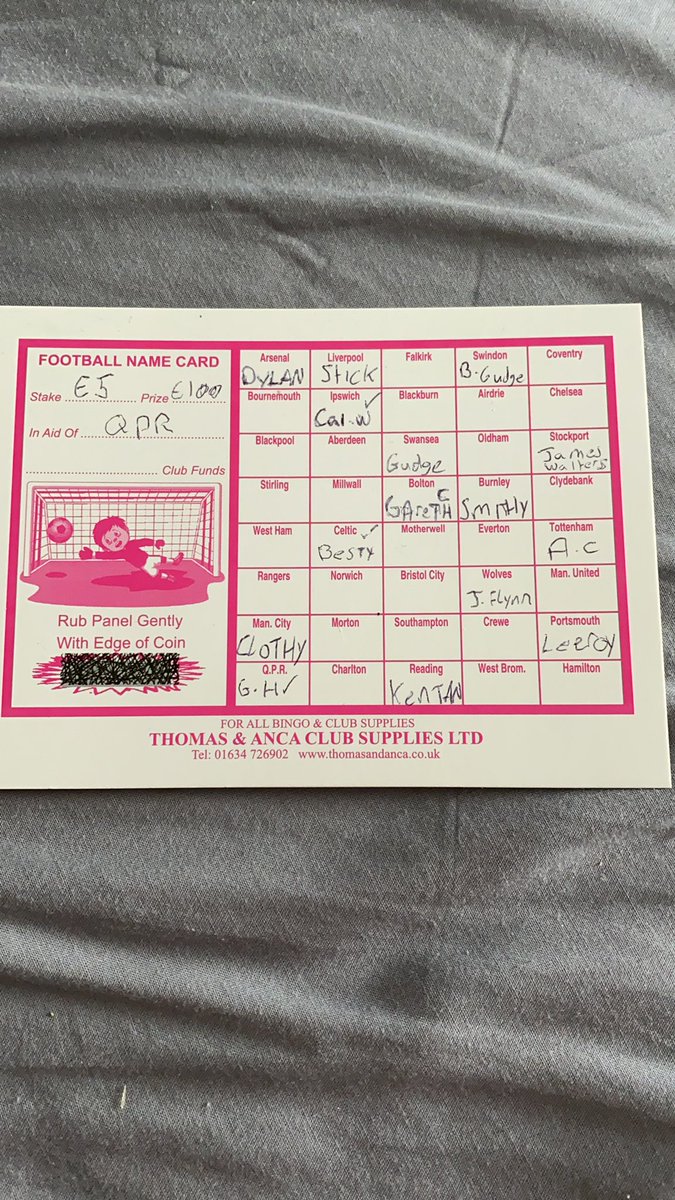 FOOTBALL NAME CARD
Stake £5 Prize £100
In Aid Of QPR
Club Funds
Rub Panel Gently
With Edge of Coin
Arsenal Liverpool Falkirk Swindon Coventry
DYLAN STICK B-Gudge
Bournemouth Ipswich ✓ Blackburn Airdrie Chelsea
Cal.W
Blackpool Aberdeen Swansea Oldham Stockport
Gudge James Walters
Stirling Millwall Bolton Burnley Clydebank
GAreTH C SmithY
West Ham Celtic ✓ Motherwell Everton Tottenham
BesTY A.C
Rangers Norwich Bristol City Wolves Man. United
J.Flynn
Man. City Morton Southampton Crewe Portsmouth
CLOTHY LeeROY
Q.P.R. Charlton Reading West Brom. Hamilton
G.H ✓
FOR ALL BINGO & CLUB SUPPLIES
THOMAS & ANCA CLUB SUPPLIES LTD
Tel: 01634 726902 www.thomasandanca.co.uk